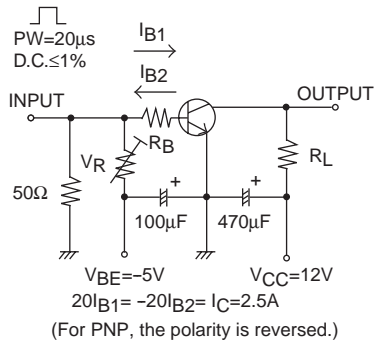 PW=20μs
D.C.≤1%
IB1
IB2
INPUT
OUTPUT
RB
VR
RL
50Ω
+
+
100μF
470μF
VBE=–5V
VCC=12V
20IB1= –20IB2= IC=2.5A
(For PNP, the polarity is reversed.)